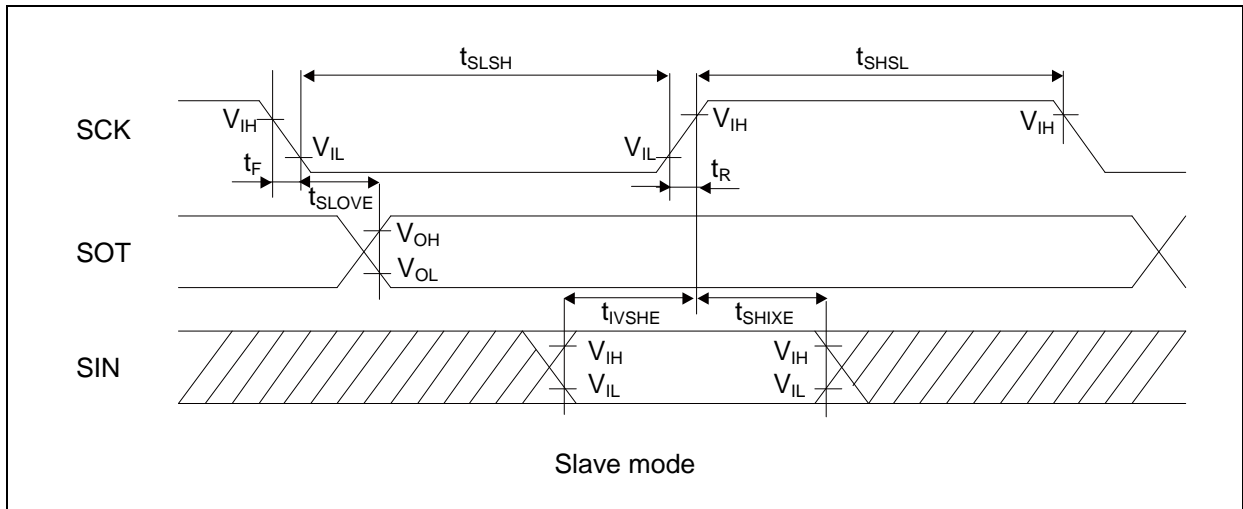 tSLSH tSHSL
SCK VIH VIL VIL VIH VIH
tF tR
tSLOVE
SOT VOH
VOL
tIVSHE tSHIXE
SIN VIH VIH
VIL VIL
Slave mode